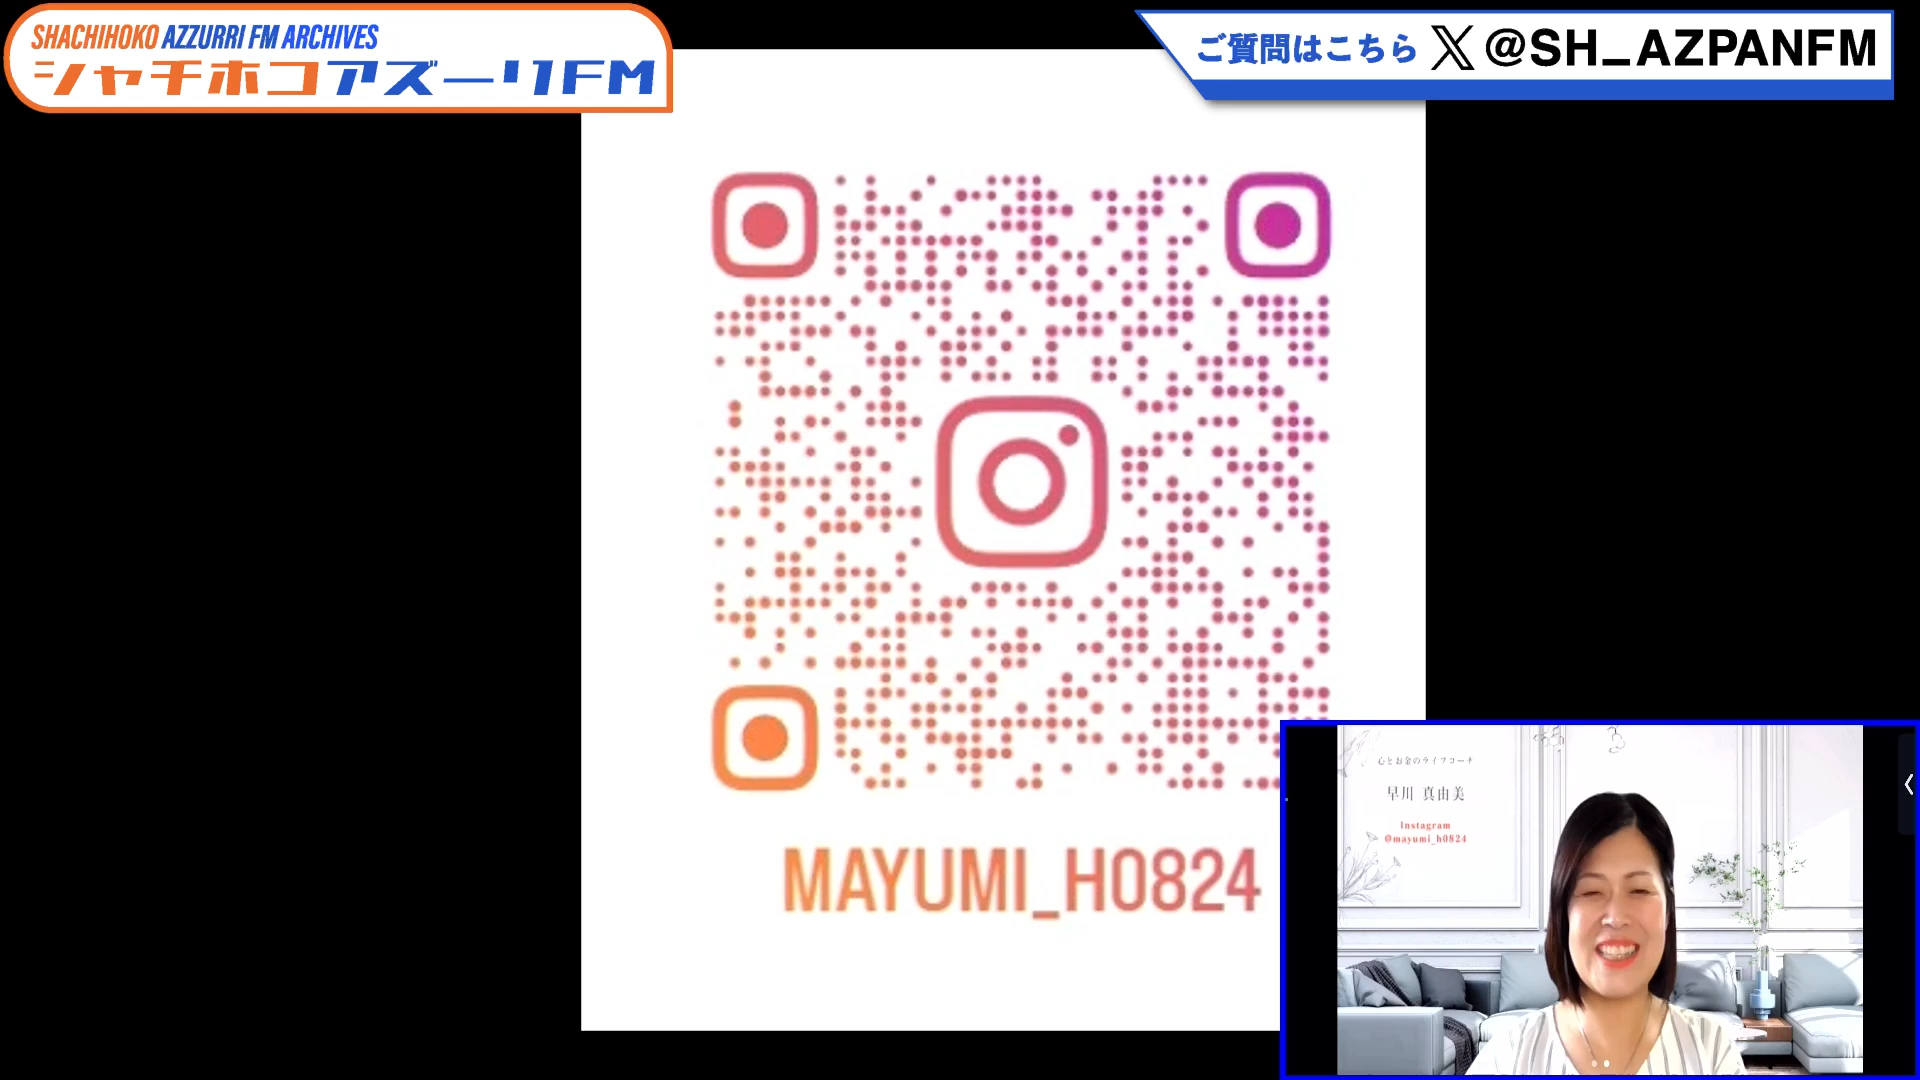 SHACHIHOKO AZZURRI FM ARCHIVES
シャチホコアズーリFM
ご質問はこちら X @SH_AZPANFM
MAYUMI_H0824
心とお金のライフコーチ
早川 真由美
Instagram
@mayumi_h0824